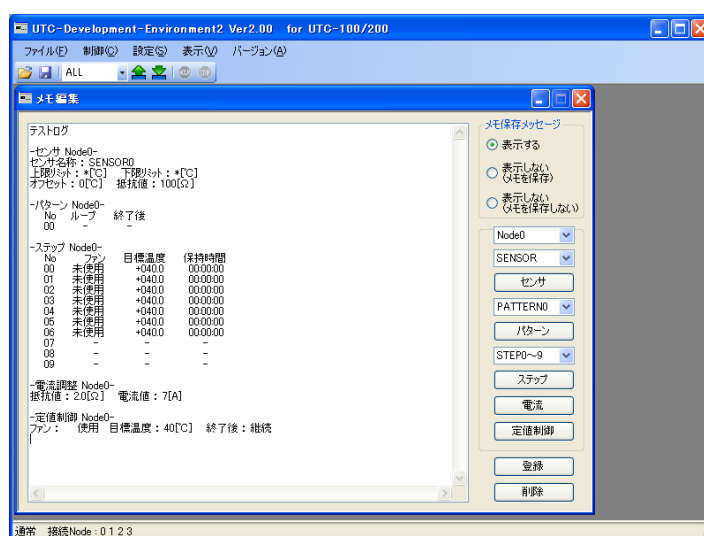 UTC-Development-Environment2 Ver2.00 for UTC-100/200
ファイル(F) 制御(C) 設定(S) 表示(V) バージョン(A)
ALL
メモ編集
テストログ
-センサ Node0-
センサ名称：SENSOR0
上限リミット：*[℃] 下限リミット：*[℃]
オフセット：0[℃] 抵抗値：100[Ω]
-パターン Node0-
No ループ 終了後
00 - -
-ステップ Node0-
No ファン 目標温度 保持時間
00 未使用 +040.0 00:00:00
01 未使用 +040.0 00:00:00
02 未使用 +040.0 00:00:00
03 未使用 +040.0 00:00:00
04 未使用 +040.0 00:00:00
05 未使用 +040.0 00:00:00
06 未使用 +040.0 00:00:00
07 - - -
08 - - -
09 - - -
-電流調整 Node0-
抵抗値：2.0[Ω] 電流値：7[A]
-定値制御 Node0-
ファン： 使用 目標温度：40[℃] 終了後：継続
メモ保存メッセージ
表示する
表示しない
(メモを保存)
表示しない
(メモを保存しない)
Node0
SENSOR
センサ
PATTERN0
パターン
STEP0～9
ステップ
電流
定値制御
登録
削除
通常 接続Node：0 1 2 3